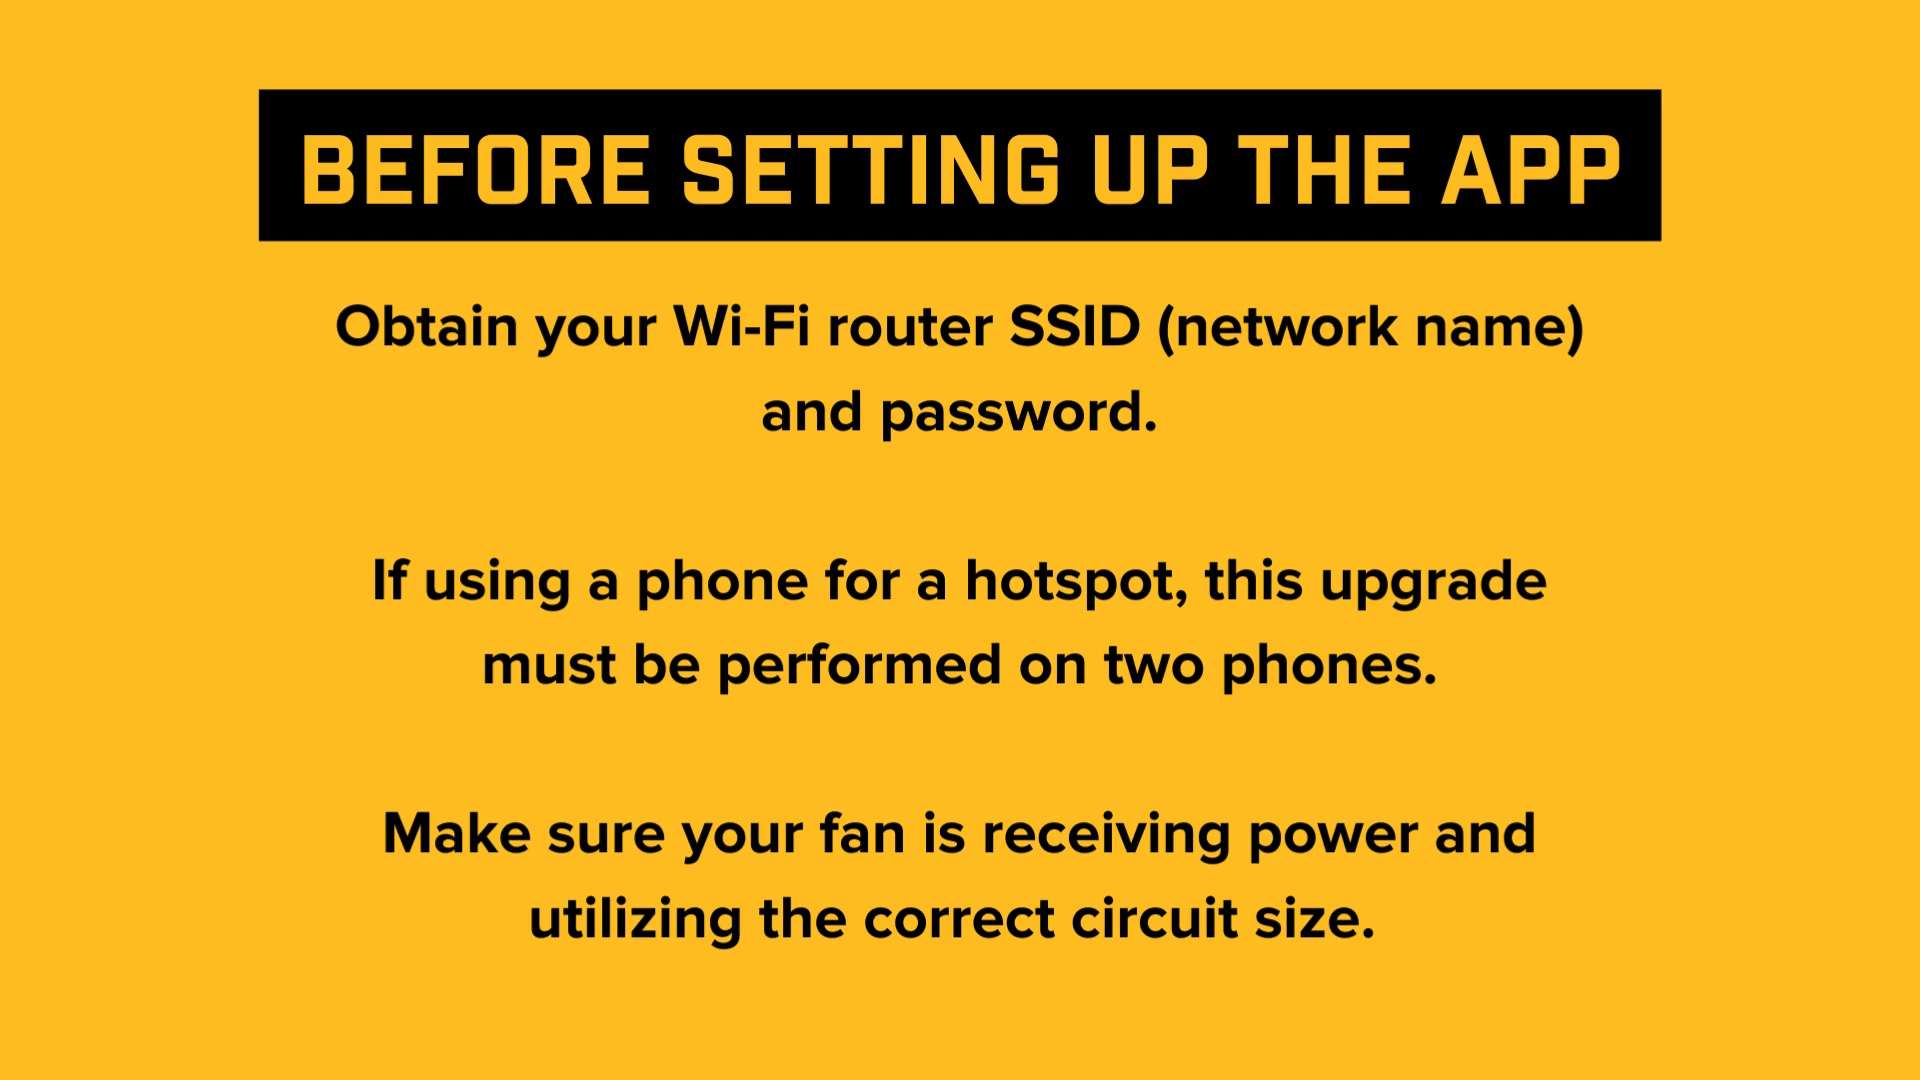 BEFORE SETTING UP THE APP
Obtain your Wi-Fi router SSID (network name)
and password.
If using a phone for a hotspot, this upgrade
must be performed on two phones.
Make sure your fan is receiving power and
utilizing the correct circuit size.